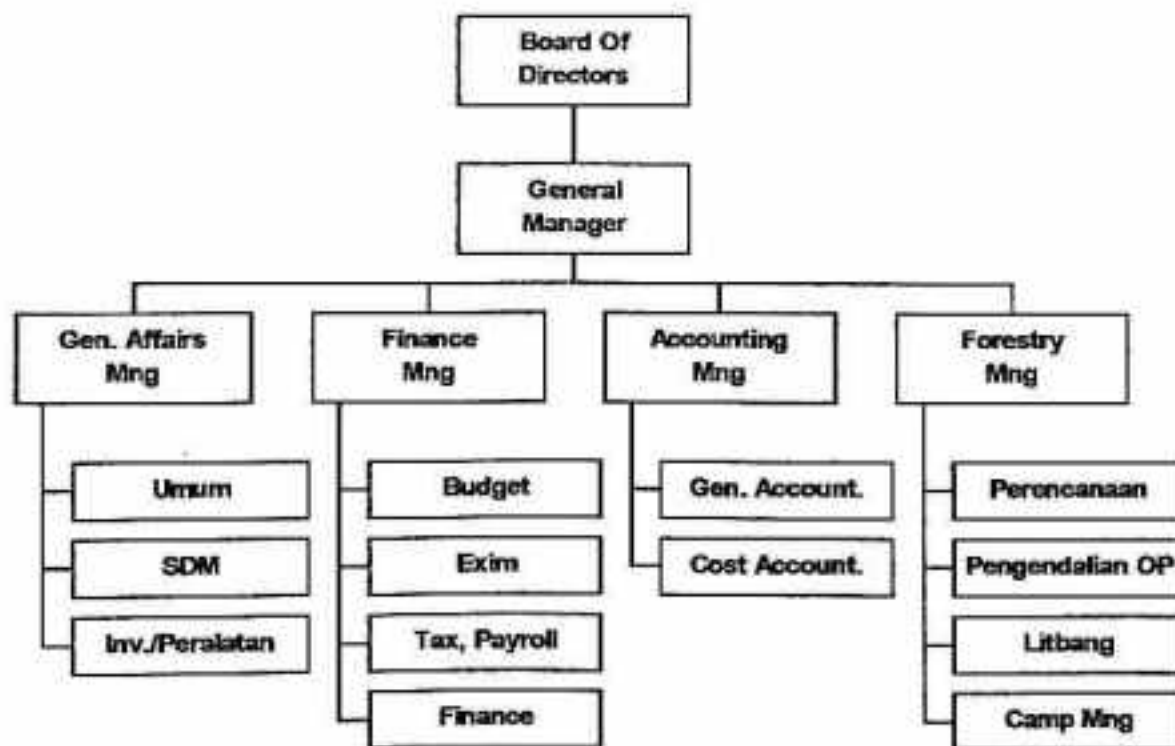 Board Of
Directors
General
Manager
Gen. Affairs
Mng
Finance
Mng
Accounting
Mng
Forestry
Mng
Umum
SDM
Inv./Peralatan
Budget
Exim
Tax, Payroll
Finance
Gen. Account.
Cost Account.
Perencanaan
Pengendalian OP
Litbang
Camp Mng